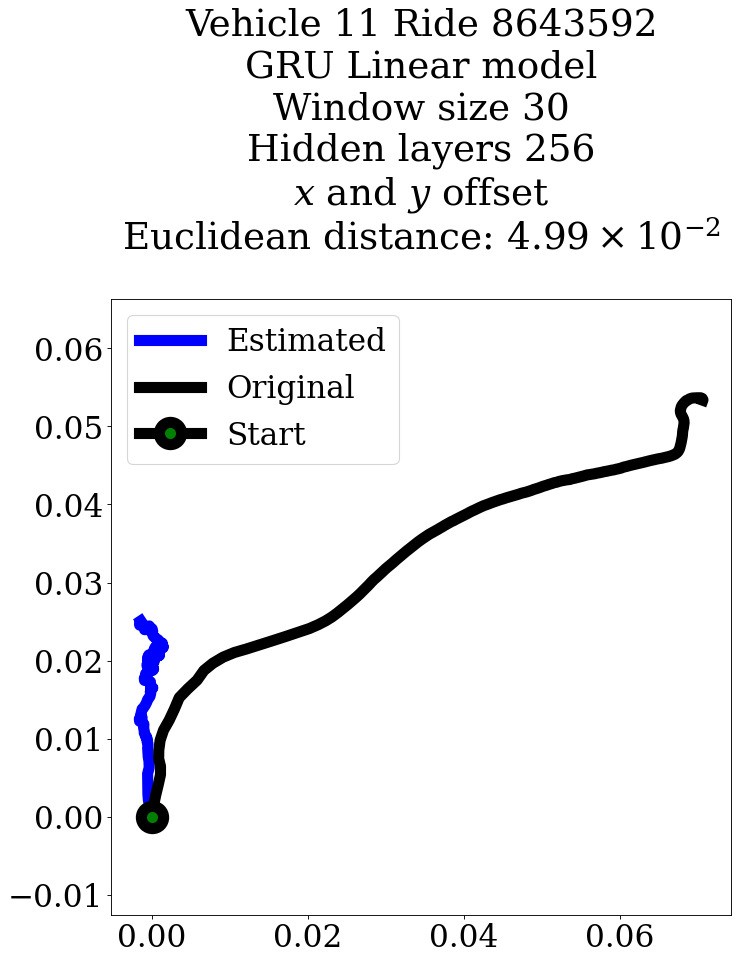 Vehicle 11 Ride 8643592
GRU Linear model
Window size 30
Hidden layers 256
x and y offset
Euclidean distance: 4.99 × 10⁻²
Estimated
Original
Start
0.06
0.05
0.04
0.03
0.02
0.01
0.00
−0.01
0.00 0.02 0.04 0.06